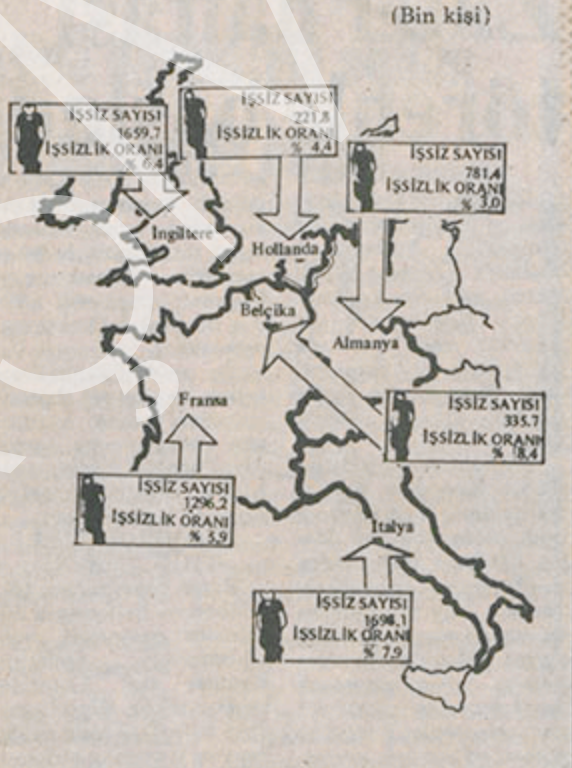 (Bin kişi)
İŞSİZ SAYISI
1659.7
İŞSİZLİK ORANI
% 6,4
İŞSİZ SAYISI
221,8
İŞSİZLİK ORANI
% 4,4
İŞSİZ SAYISI
781,4
İŞSİZLİK ORANI
% 3,0
İngiltere
Hollanda
Belçika
Almanya
Fransa
İŞSİZ SAYISI
335.7
İŞSİZLİK ORANI
% 8,4
İŞSİZ SAYISI
1296,2
İŞSİZLİK ORANI
% 5,9
İtalya
İŞSİZ SAYISI
İŞSİZLİK ORANI
% 7,9